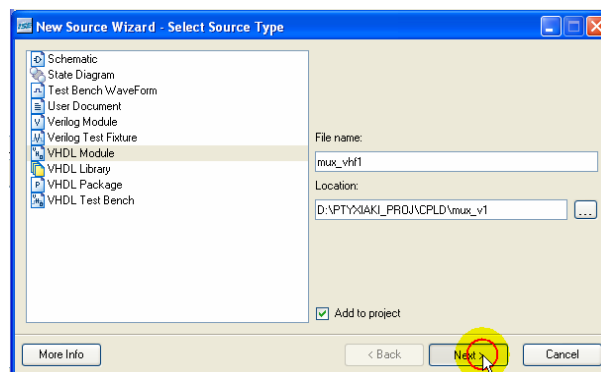 New Source Wizard - Select Source Type
Schematic
State Diagram
Test Bench WaveForm
User Document
Verilog Module
Verilog Test Fixture
VHDL Module
VHDL Library
VHDL Package
VHDL Test Bench
File name:
mux_vhf1
Location:
D:\PTYXIAKI_PROJ\CPLD\mux_v1
...
Add to project
More Info
< Back
Next >
Cancel